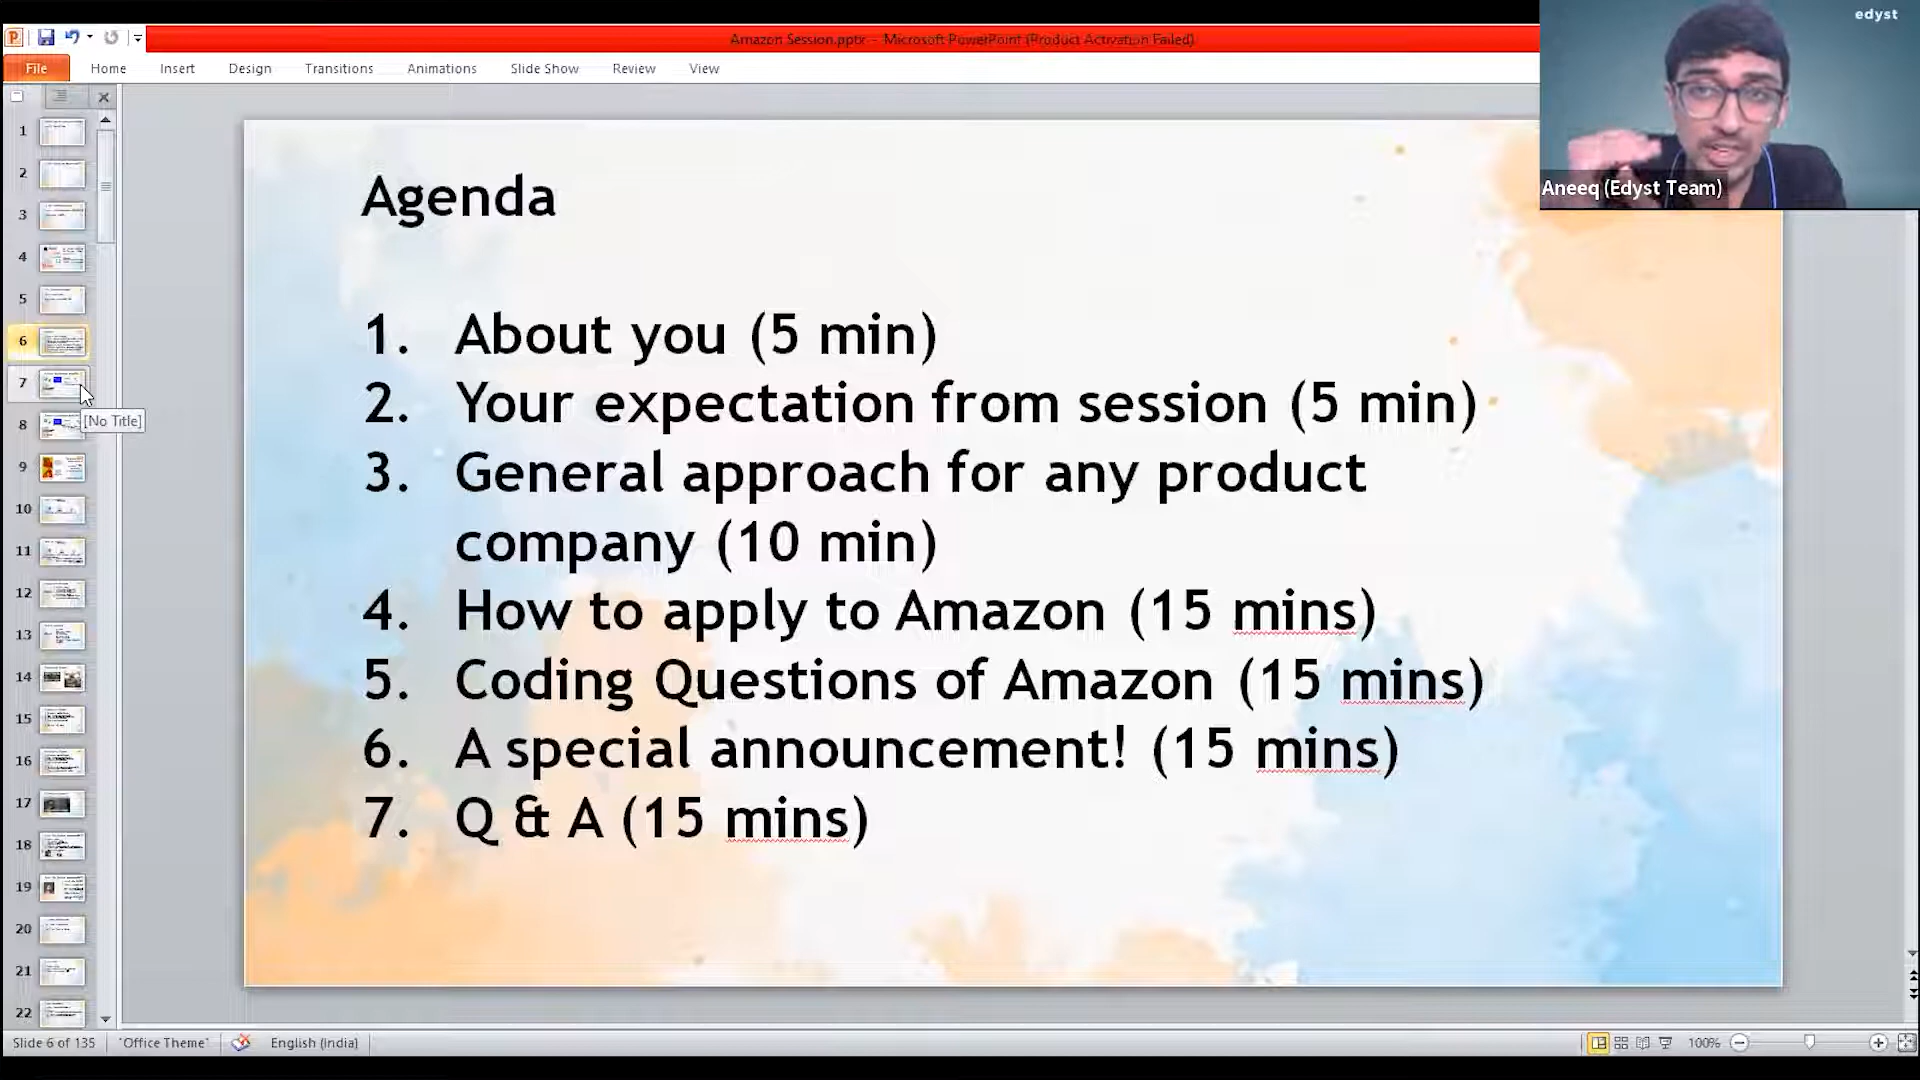 edyst
Amazon Session.pptx - Microsoft PowerPoint (Product Activation Failed)
File Home Insert Design Transitions Animations Slide Show Review View
Aneeq (Edyst Team)
1
2
3
4
5
6
7
[No Title]
8
9
10
11
12
13
14
15
16
17
18
19
20
21
22
Agenda
1. About you (5 min)
2. Your expectation from session (5 min)
3. General approach for any product
company (10 min)
4. How to apply to Amazon (15 mins)
5. Coding Questions of Amazon (15 mins)
6. A special announcement! (15 mins)
7. Q & A (15 mins)
Slide 6 of 135 "Office Theme" English (India) 100%